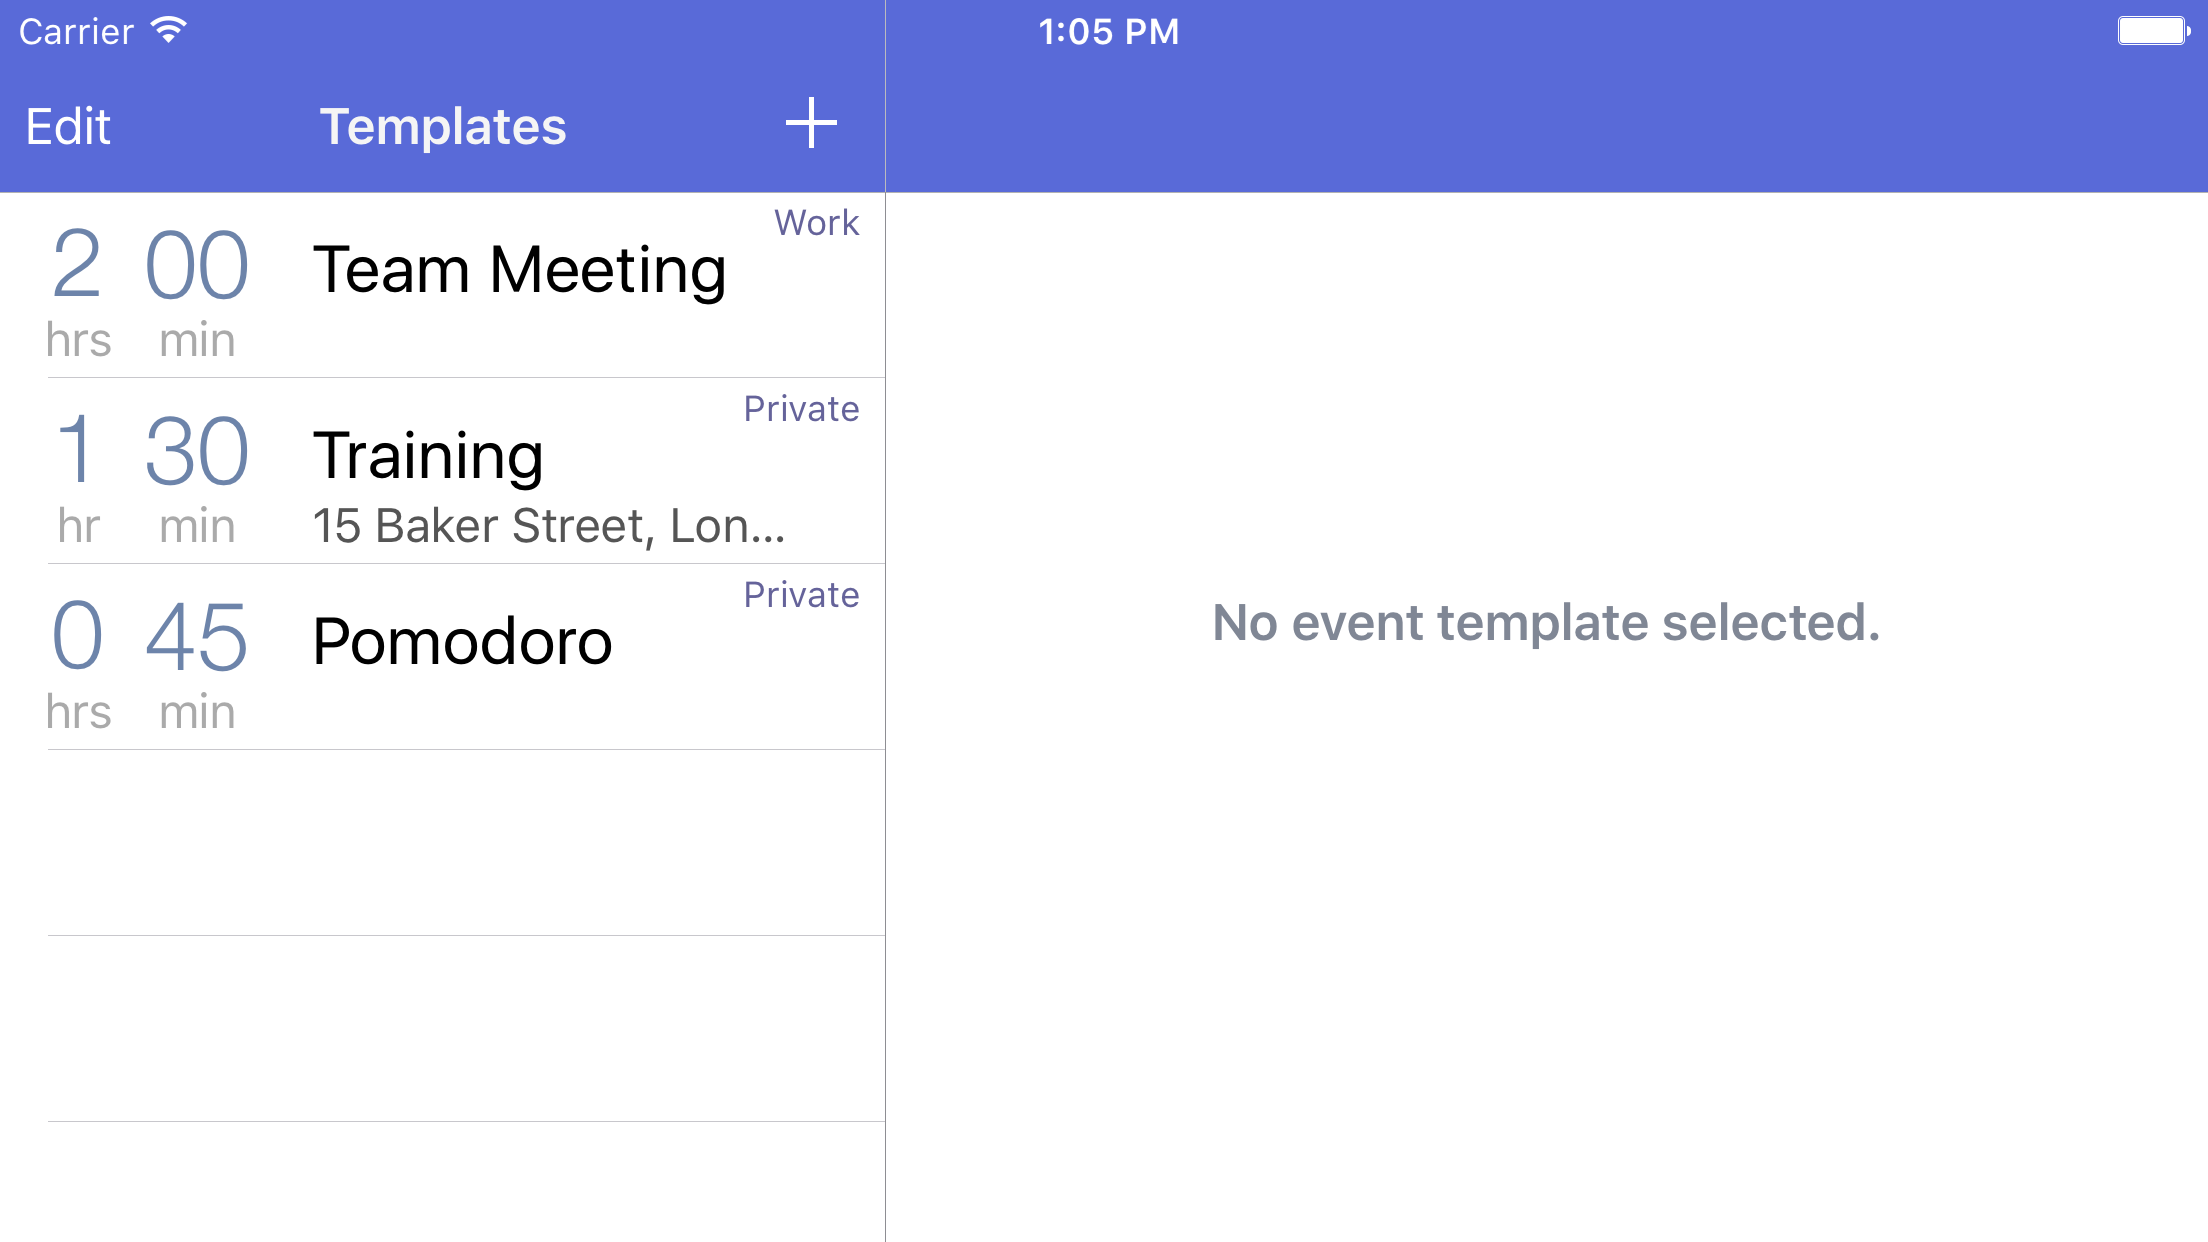 Carrier 1:05 PM
Edit Templates
Work
2 00 Team Meeting
hrs min
Private
1 30 Training
hr min 15 Baker Street, Lon...
Private
0 45 Pomodoro
hrs min
No event template selected.